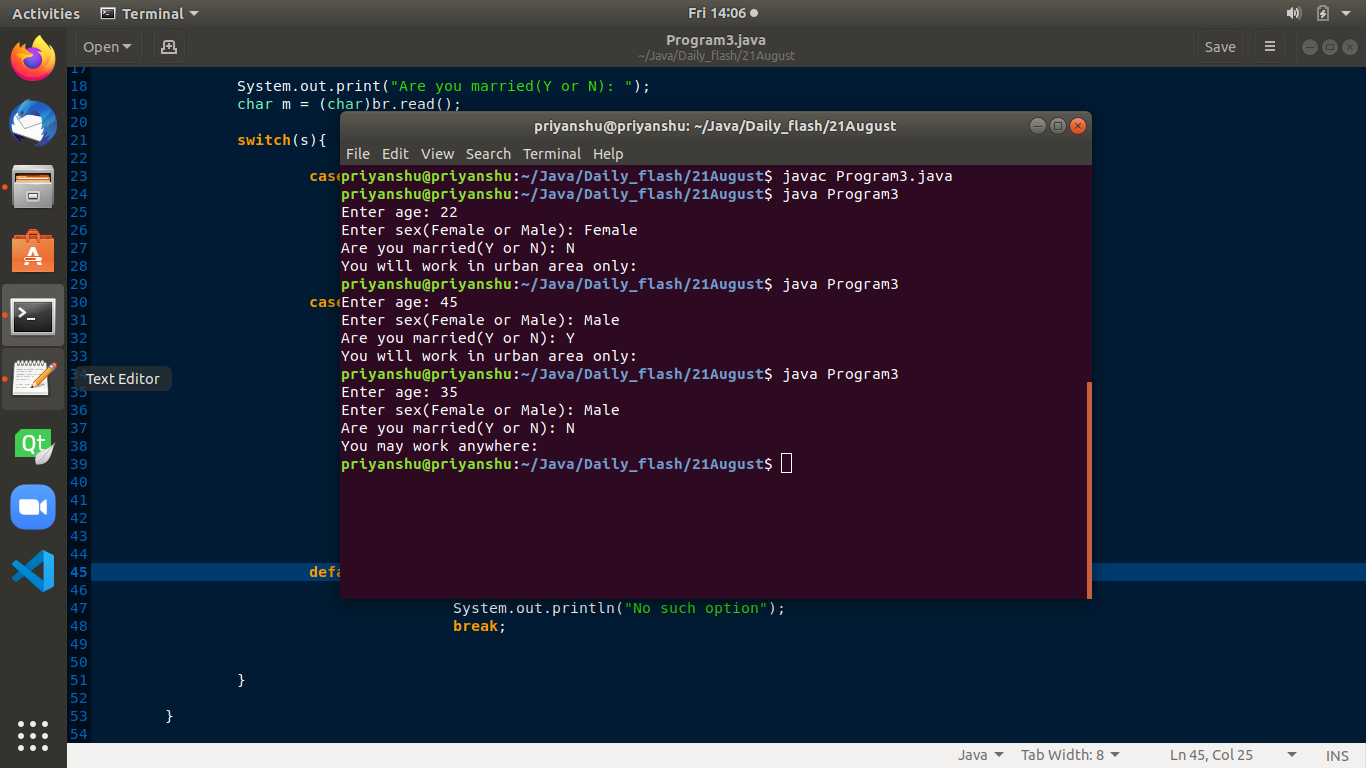 Activities Terminal Fri 14:06
Open Program3.java Save
~/Java/Daily_flash/21August
17
18 System.out.print("Are you married(Y or N): ");
19 char m = (char)br.read();
20
21 switch(s){
22
23 case
24
25
26
27
28
29
30 case
31
32
33
34
35
36
37
38
39
40
41
42
43
44
45 defa
46
47 System.out.println("No such option");
48 break;
49
50
51 }
52
53 }
54
priyanshu@priyanshu: ~/Java/Daily_flash/21August
File Edit View Search Terminal Help
priyanshu@priyanshu:~/Java/Daily_flash/21August$ javac Program3.java
priyanshu@priyanshu:~/Java/Daily_flash/21August$ java Program3
Enter age: 22
Enter sex(Female or Male): Female
Are you married(Y or N): N
You will work in urban area only:
priyanshu@priyanshu:~/Java/Daily_flash/21August$ java Program3
Enter age: 45
Enter sex(Female or Male): Male
Are you married(Y or N): Y
You will work in urban area only:
priyanshu@priyanshu:~/Java/Daily_flash/21August$ java Program3
Enter age: 35
Enter sex(Female or Male): Male
Are you married(Y or N): N
You may work anywhere:
priyanshu@priyanshu:~/Java/Daily_flash/21August$
Text Editor
Qt
Java Tab Width: 8 Ln 45, Col 25 INS